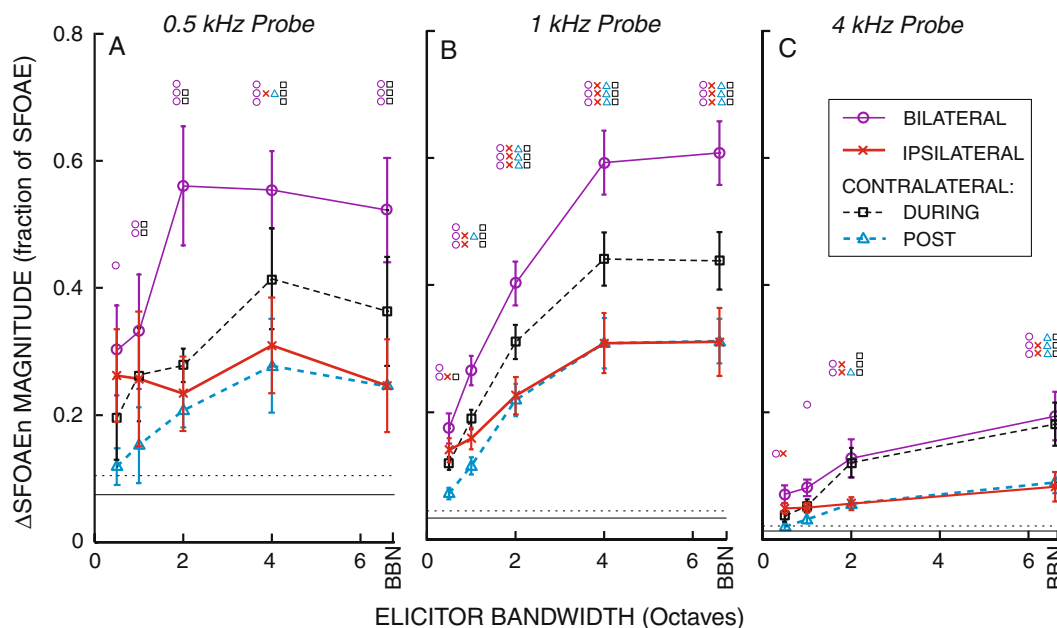 0.5 kHz Probe
1 kHz Probe
4 kHz Probe
A
B
C
ΔSFOAEn MAGNITUDE (fraction of SFOAE)
0.8
0.6
0.4
0.2
0
BILATERAL
IPSILATERAL
CONTRALATERAL:
DURING
POST
0 2 4 6 BBN
0 2 4 6 BBN
0 2 4 6 BBN
ELICITOR BANDWIDTH (Octaves)